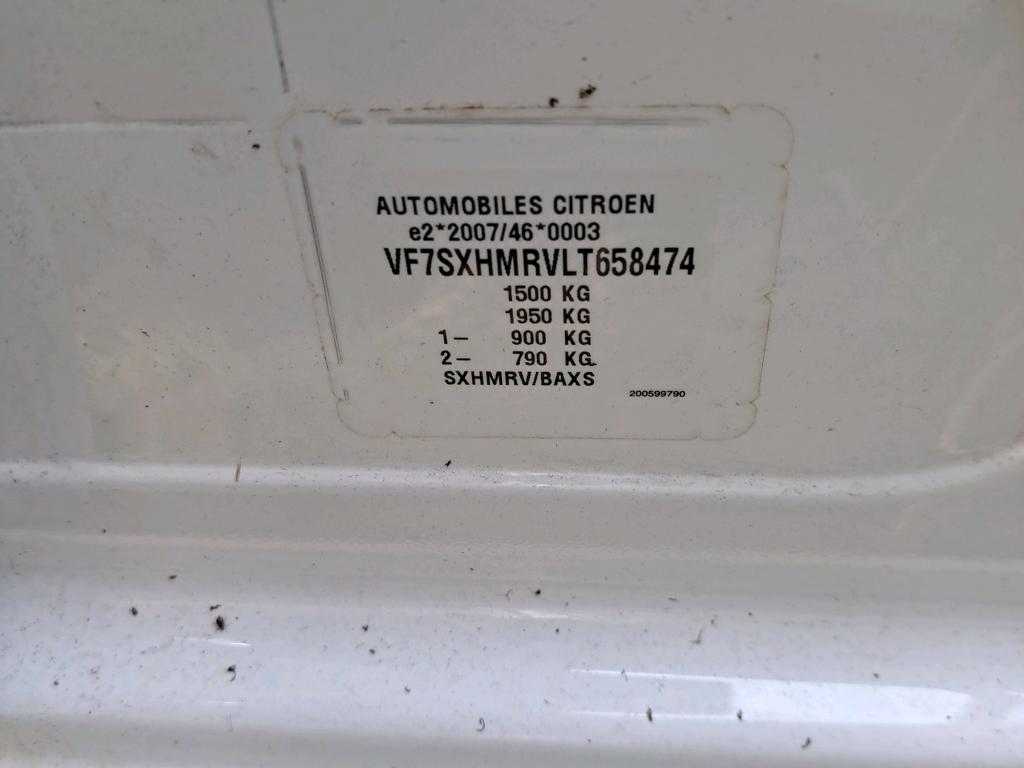 AUTOMOBILES CITROEN
e2*2007/46*0003
VF7SXHMRVLT658474
1500 KG
1950 KG
1– 900 KG
2– 790 KG
SXHMRV/BAXS
200599790